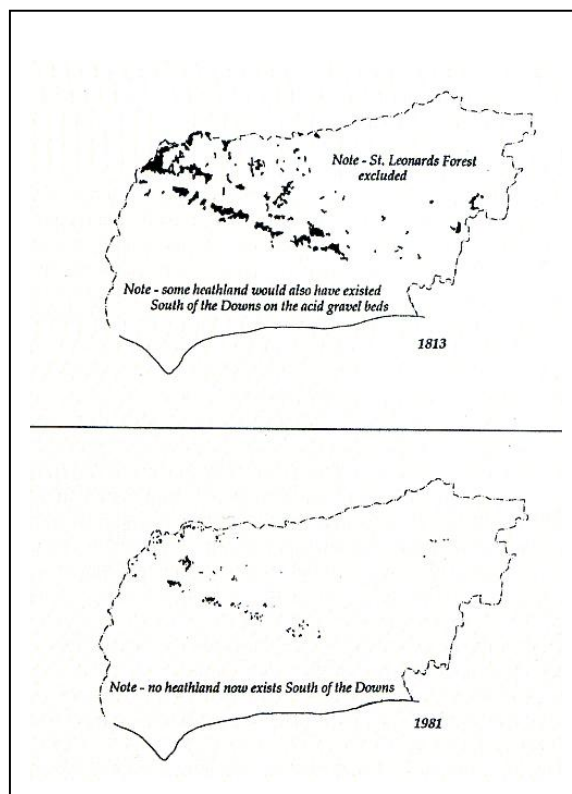 Note - St. Leonards Forest
excluded
Note - some heathland would also have existed
South of the Downs on the acid gravel beds
1813
Note - no heathland now exists South of the Downs
1981